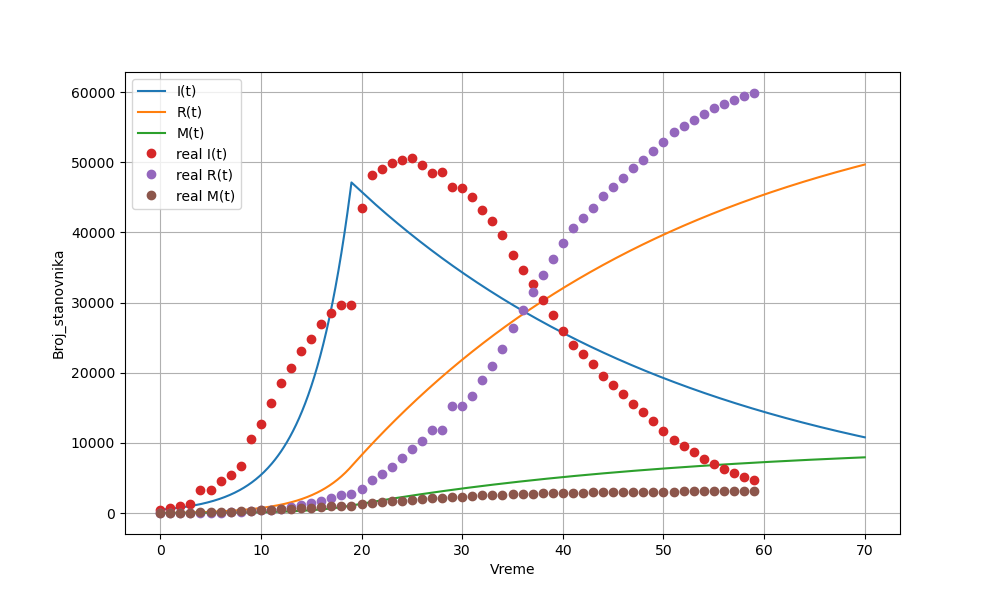 I(t)
R(t)
M(t)
real I(t)
real R(t)
real M(t)
60000
50000
40000
30000
20000
10000
0
Broj_stanovnika
0 10 20 30 40 50 60 70
Vreme